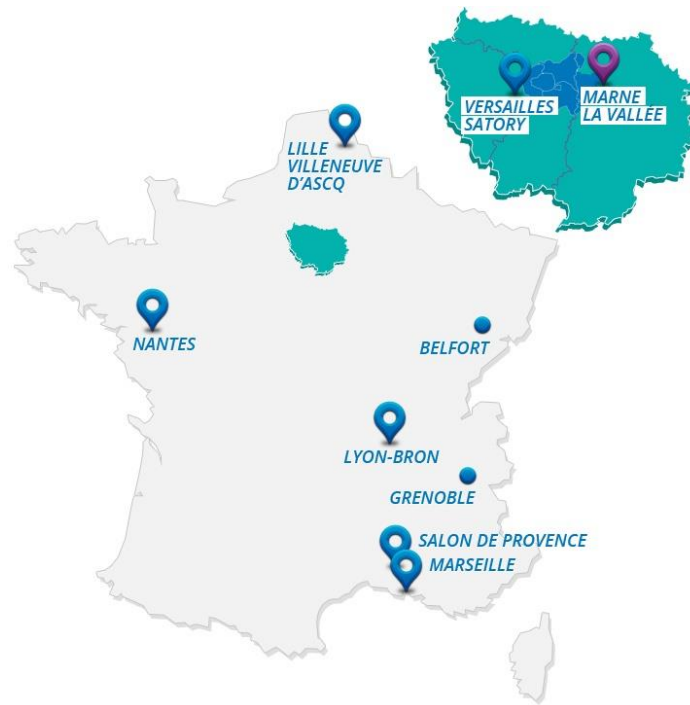 VERSAILLES
SATORY
MARNE
LA VALLÉE
LILLE
VILLENEUVE
D'ASCQ
NANTES
BELFORT
LYON-BRON
GRENOBLE
SALON DE PROVENCE
MARSEILLE